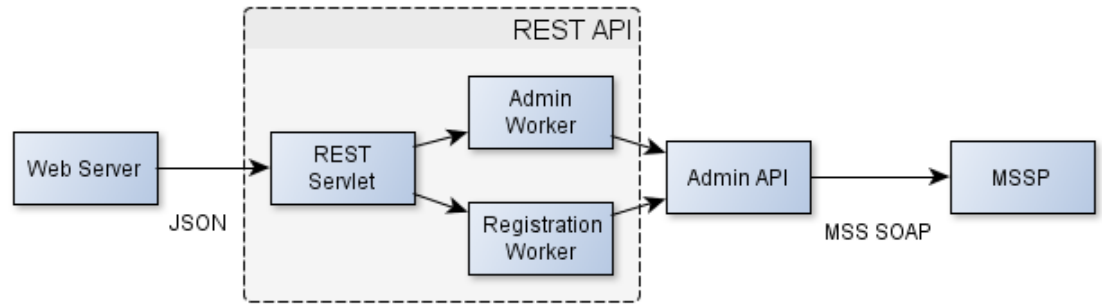 REST API
Web Server
JSON
REST
Servlet
Admin
Worker
Registration
Worker
Admin API
MSS SOAP
MSSP